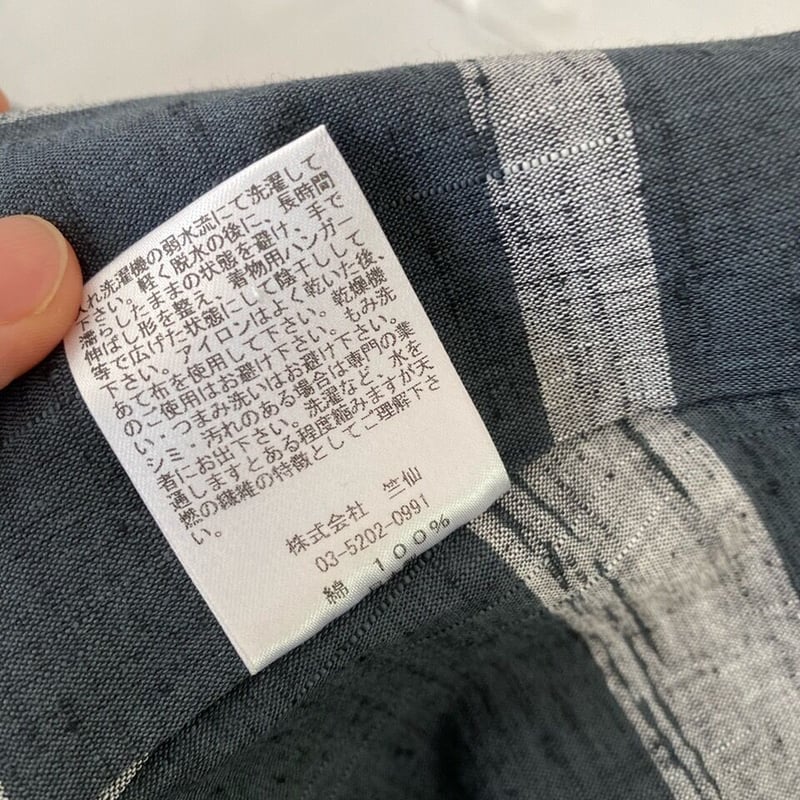 入れ洗濯機の弱水流にて洗濯して
下さい。軽く脱水の後に、長時間
濡らしたままの状態を避け、手で
伸ばし形を整え、着物用ハンガー
等で広げた状態にして陰干しして
下さい。アイロンはよく乾いた後、
あて布を使用して下さい。乾燥機
のご使用はお避け下さい。もみ洗
い・つまみ洗いはお避け下さい。
シミ・汚れのある場合は専門の業
者にお出下さい。洗濯など、水を
通しますとある程度縮みますが天
燃の繊維の特徴としてご理解下さ
い。
株式会社 竺仙
03-5202-0991
綿 100%